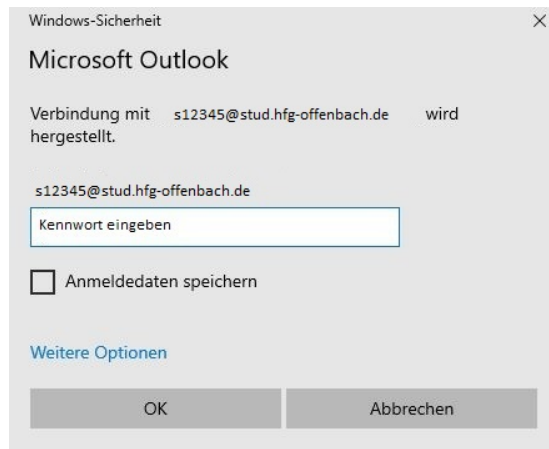 Windows-Sicherheit
Microsoft Outlook
Verbindung mit s12345@stud.hfg-offenbach.de wird
hergestellt.
s12345@stud.hfg-offenbach.de
Kennwort eingeben
Anmeldedaten speichern
Weitere Optionen
OK Abbrechen